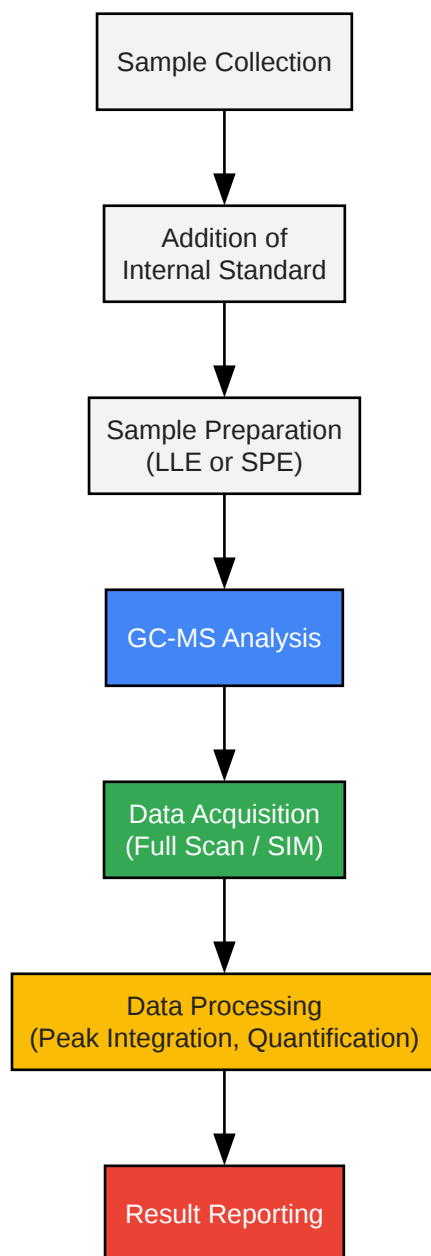 Sample Collection
Addition of
Internal Standard
Sample Preparation
(LLE or SPE)
GC-MS Analysis
Data Acquisition
(Full Scan / SIM)
Data Processing
(Peak Integration, Quantification)
Result Reporting